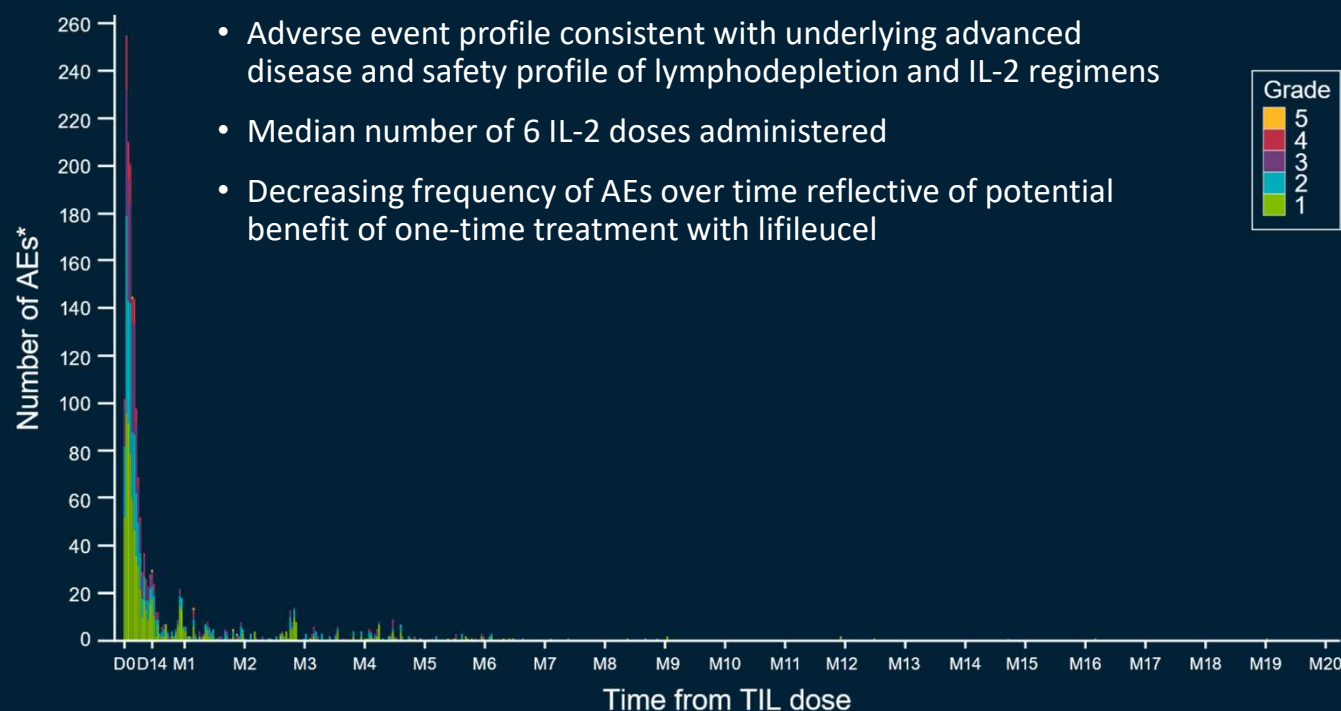 • Adverse event profile consistent with underlying advanced
disease and safety profile of lymphodepletion and IL-2 regimens
• Median number of 6 IL-2 doses administered
• Decreasing frequency of AEs over time reflective of potential
benefit of one-time treatment with lifileucel
Grade
5
4
3
2
1
Number of AEs*
260
240
220
200
180
160
140
120
100
80
60
40
20
0
D0 D14 M1 M2 M3 M4 M5 M6 M7 M8 M9 M10 M11 M12 M13 M14 M15 M16 M17 M18 M19 M20
Time from TIL dose